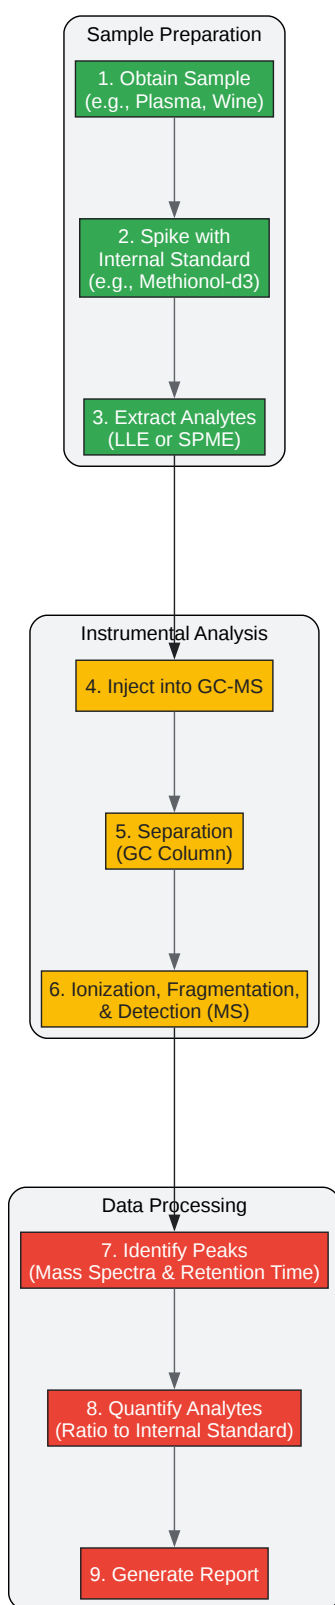 Sample Preparation
1. Obtain Sample
(e.g., Plasma, Wine)
2. Spike with
Internal Standard
(e.g., Methionol-d3)
3. Extract Analytes
(LLE or SPME)
Instrumental Analysis
4. Inject into GC-MS
5. Separation
(GC Column)
6. Ionization, Fragmentation,
& Detection (MS)
Data Processing
7. Identify Peaks
(Mass Spectra & Retention Time)
8. Quantify Analytes
(Ratio to Internal Standard)
9. Generate Report